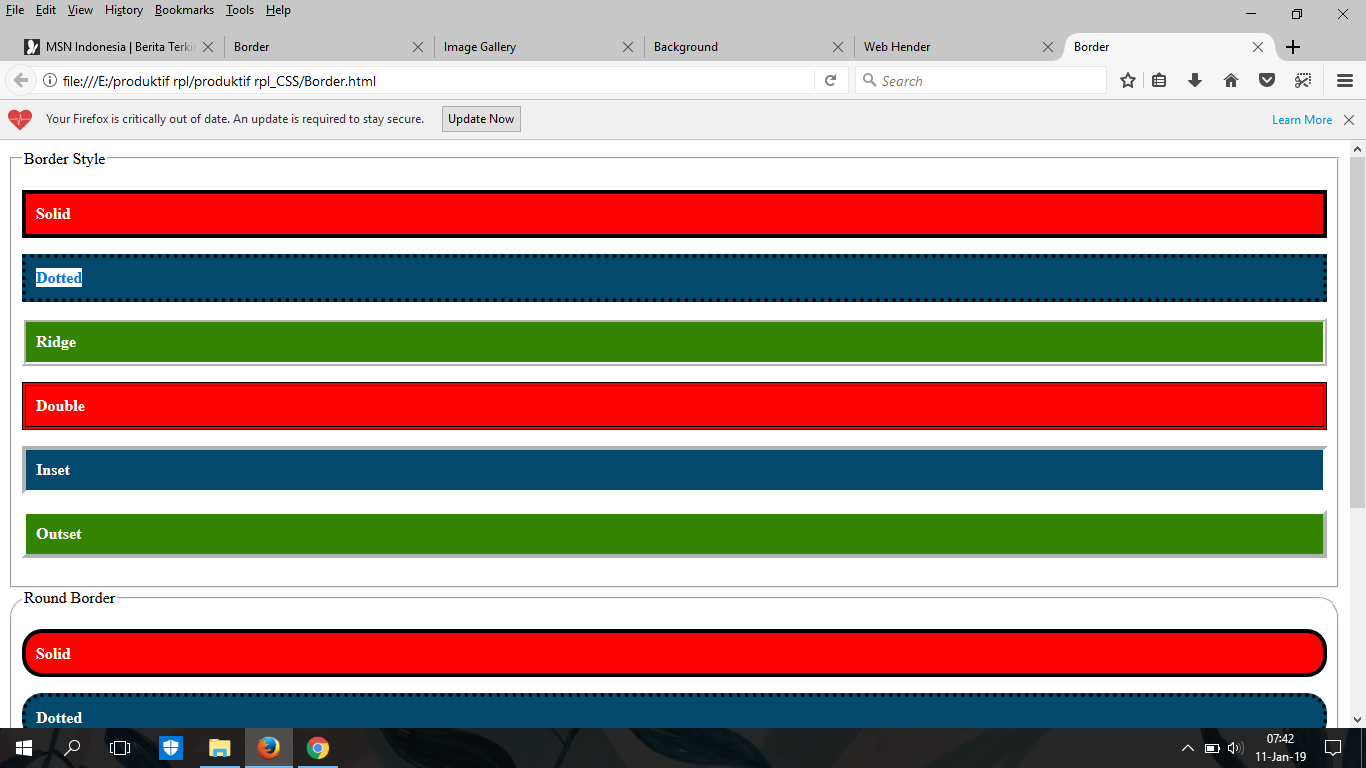 File Edit View History Bookmarks Tools Help
MSN Indonesia | Berita Terkin Border Image Gallery Background Web Hender Border
file:///E:/produktif rpl/produktif rpl_CSS/Border.html Search
Your Firefox is critically out of date. An update is required to stay secure. Update Now Learn More
Border Style
Solid
Dotted
Ridge
Double
Inset
Outset
Round Border
Solid
Dotted
07:42
11-Jan-19